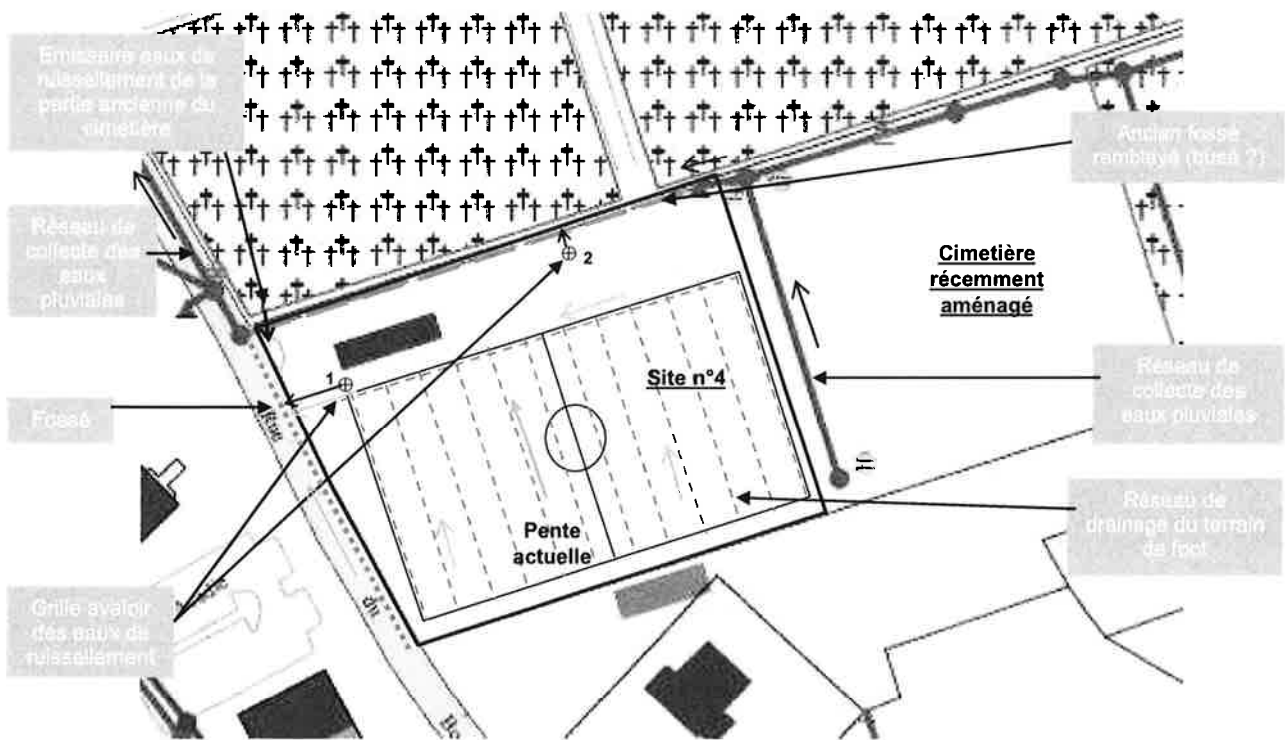 Emissaire eaux de
ruissellement de la
partie ancienne du
cimetière
Ancien fossé
remblayé (busé ?)
Réseau de
collecte des
eaux
pluviales
2
Cimetière
récemment
aménagé
1
Site n°4
Réseau de
collecte des
eaux pluviales
Fossé
Rue
Réseau de
drainage du terrain
de foot
Pente
actuelle
Grille avaloir
des eaux de
ruissellement
du